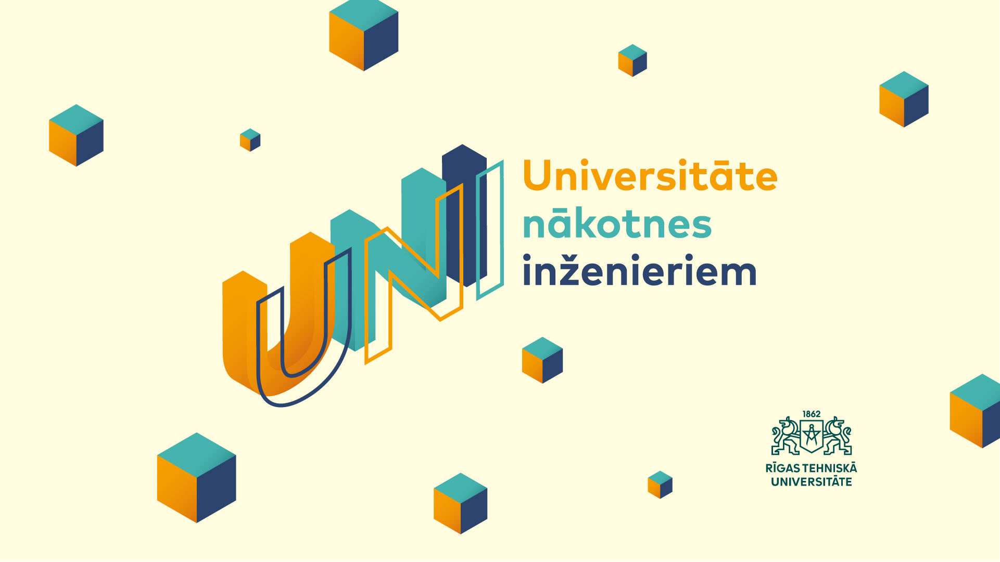 UNI
Universitāte
nākotnes
inženieriem
1862
RĪGAS TEHNISKĀ
UNIVERSITĀTE